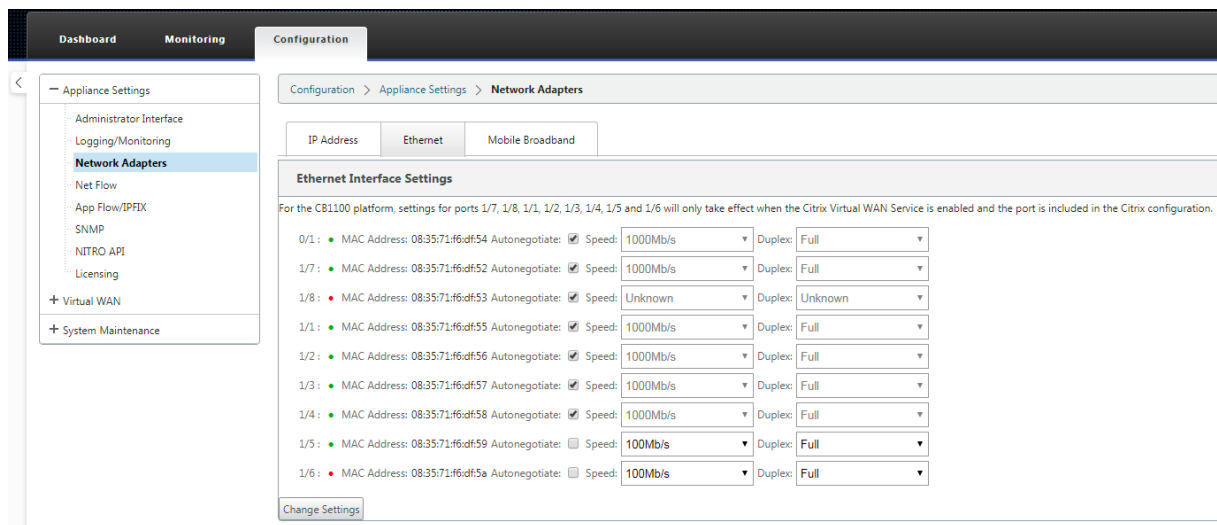 Dashboard Monitoring Configuration
Appliance Settings
Administrator Interface
Logging/Monitoring
Network Adapters
Net Flow
App Flow/IPFIX
SNMP
NITRO API
Licensing
+ Virtual WAN
+ System Maintenance
Configuration > Appliance Settings > Network Adapters
IP Address Ethernet Mobile Broadband
Ethernet Interface Settings
For the CB1100 platform, settings for ports 1/7, 1/8, 1/1, 1/2, 1/3, 1/4, 1/5 and 1/6 will only take effect when the Citrix Virtual WAN Service is enabled and the port is included in the Citrix configuration.
0/1 : MAC Address: 08:35:71:f6:df:54 Autonegotiate: Speed: 1000Mb/s Duplex: Full
1/7 : MAC Address: 08:35:71:f6:df:52 Autonegotiate: Speed: 1000Mb/s Duplex: Full
1/8 : MAC Address: 08:35:71:f6:df:53 Autonegotiate: Speed: Unknown Duplex: Unknown
1/1 : MAC Address: 08:35:71:f6:df:55 Autonegotiate: Speed: 1000Mb/s Duplex: Full
1/2 : MAC Address: 08:35:71:f6:df:56 Autonegotiate: Speed: 1000Mb/s Duplex: Full
1/3 : MAC Address: 08:35:71:f6:df:57 Autonegotiate: Speed: 1000Mb/s Duplex: Full
1/4 : MAC Address: 08:35:71:f6:df:58 Autonegotiate: Speed: 1000Mb/s Duplex: Full
1/5 : MAC Address: 08:35:71:f6:df:59 Autonegotiate: Speed: 100Mb/s Duplex: Full
1/6 : MAC Address: 08:35:71:f6:df:5a Autonegotiate: Speed: 100Mb/s Duplex: Full
Change Settings